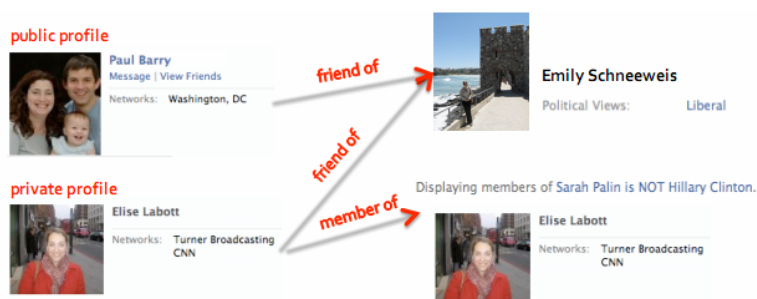 public profile
Paul Barry
Message | View Friends
Networks: Washington, DC
friend of
Emily Schneeweis
Political Views: Liberal
friend of
private profile
Elise Labott
Networks: Turner Broadcasting
CNN
member of
Displaying members of Sarah Palin is NOT Hillary Clinton.
Elise Labott
Networks: Turner Broadcasting
CNN